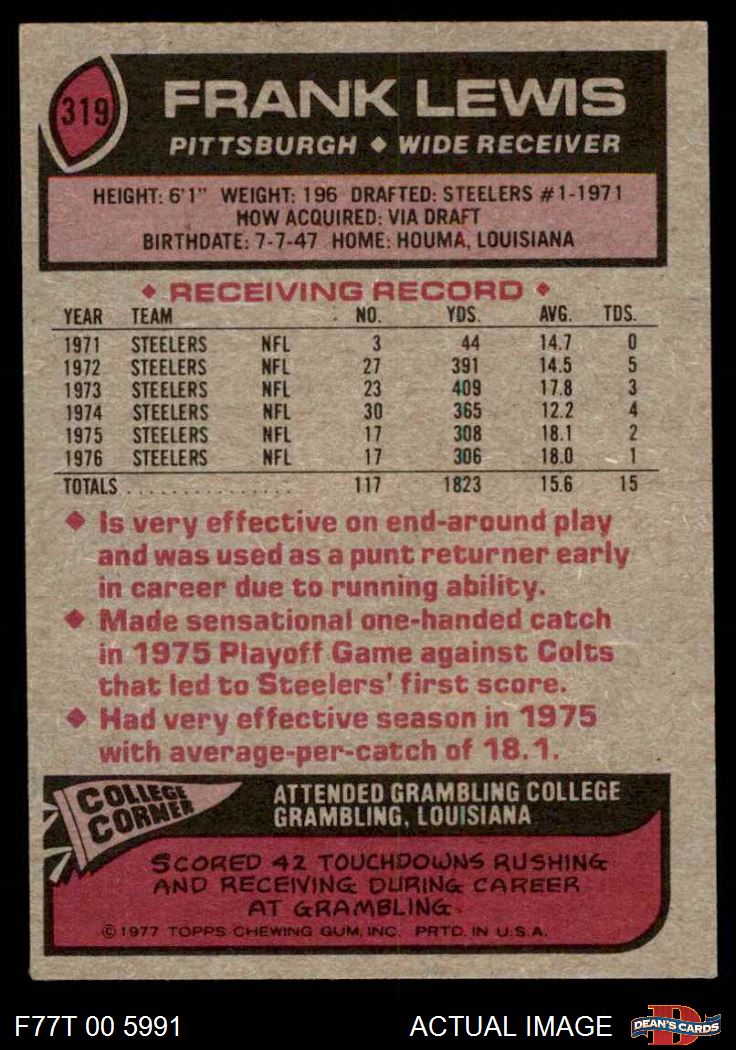 319
FRANK LEWIS
PITTSBURGH ◆ WIDE RECEIVER
HEIGHT: 6'1" WEIGHT: 196 DRAFTED: STEELERS #1-1971
HOW ACQUIRED: VIA DRAFT
BIRTHDATE: 7-7-47 HOME: HOUMA, LOUISIANA
◆ RECEIVING RECORD ◆
YEAR TEAM NO. YDS. AVG. TDS.
1971 STEELERS NFL 3 44 14.7 0
1972 STEELERS NFL 27 391 14.5 5
1973 STEELERS NFL 23 409 17.8 3
1974 STEELERS NFL 30 365 12.2 4
1975 STEELERS NFL 17 308 18.1 2
1976 STEELERS NFL 17 306 18.0 1
TOTALS ................ 117 1823 15.6 15
◆ Is very effective on end-around play
and was used as a punt returner early
in career due to running ability.
◆ Made sensational one-handed catch
in 1975 Playoff Game against Colts
that led to Steelers' first score.
◆ Had very effective season in 1975
with average-per-catch of 18.1.
COLLEGE
CORNER
ATTENDED GRAMBLING COLLEGE
GRAMBLING, LOUISIANA
SCORED 42 TOUCHDOWNS RUSHING
AND RECEIVING DURING CAREER
AT GRAMBLING.
©1977 TOPPS CHEWING GUM, INC. PRTD. IN U.S.A.
F77T 00 5991 ACTUAL IMAGE
D
DEAN'S CARDS